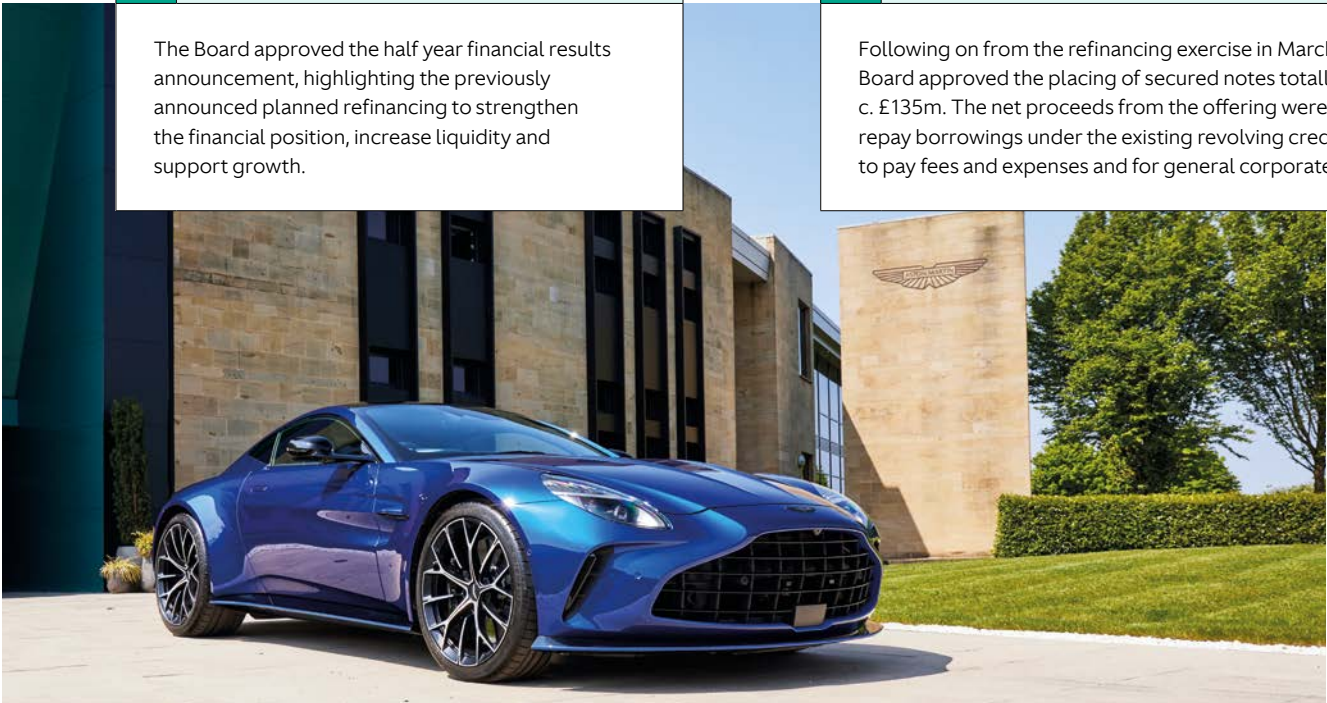 The Board approved the half year financial results
announcement, highlighting the previously
announced planned refinancing to strengthen
the financial position, increase liquidity and
support growth.
Following on from the refinancing exercise in March
Board approved the placing of secured notes totall
c. £135m. The net proceeds from the offering were
repay borrowings under the existing revolving cred
to pay fees and expenses and for general corporate
ASTON MARTIN